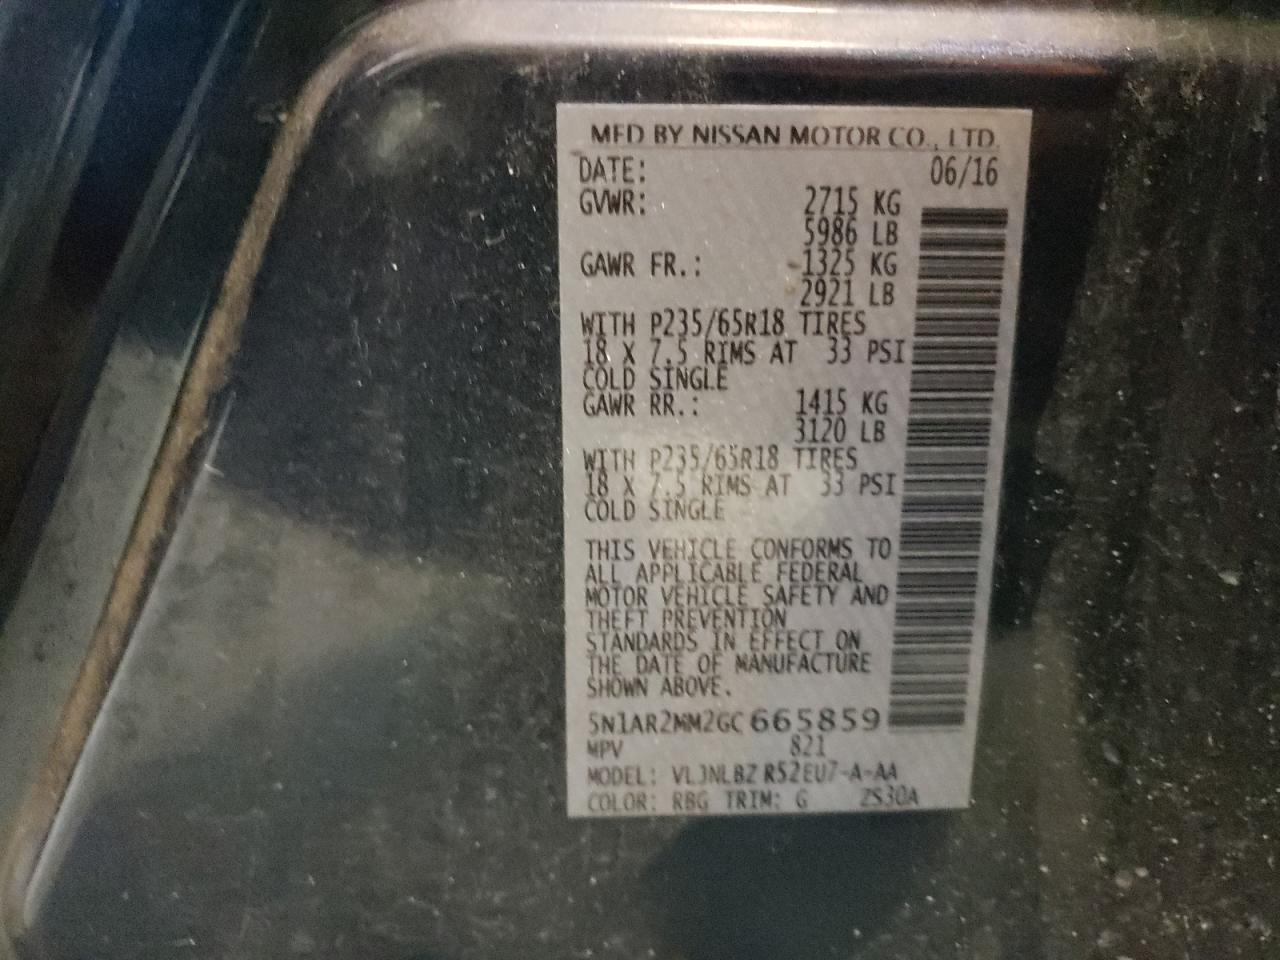 MFD BY NISSAN MOTOR CO., LTD.
DATE: 06/16
GVWR: 2715 KG
5986 LB
GAWR FR.: 1325 KG
2921 LB
WITH P235/65R18 TIRES
18 X 7.5 RIMS AT 33 PSI
COLD SINGLE
GAWR RR.: 1415 KG
3120 LB
WITH P235/65R18 TIRES
18 X 7.5 RIMS AT 33 PSI
COLD SINGLE
THIS VEHICLE CONFORMS TO
ALL APPLICABLE FEDERAL
MOTOR VEHICLE SAFETY AND
THEFT PREVENTION
STANDARDS IN EFFECT ON
THE DATE OF MANUFACTURE
SHOWN ABOVE.
5N1AR2MM2GC665859
MPV 821
MODEL: VLJNLBZ R52EU7-A-AA
COLOR: RBG TRIM: G ZS30A